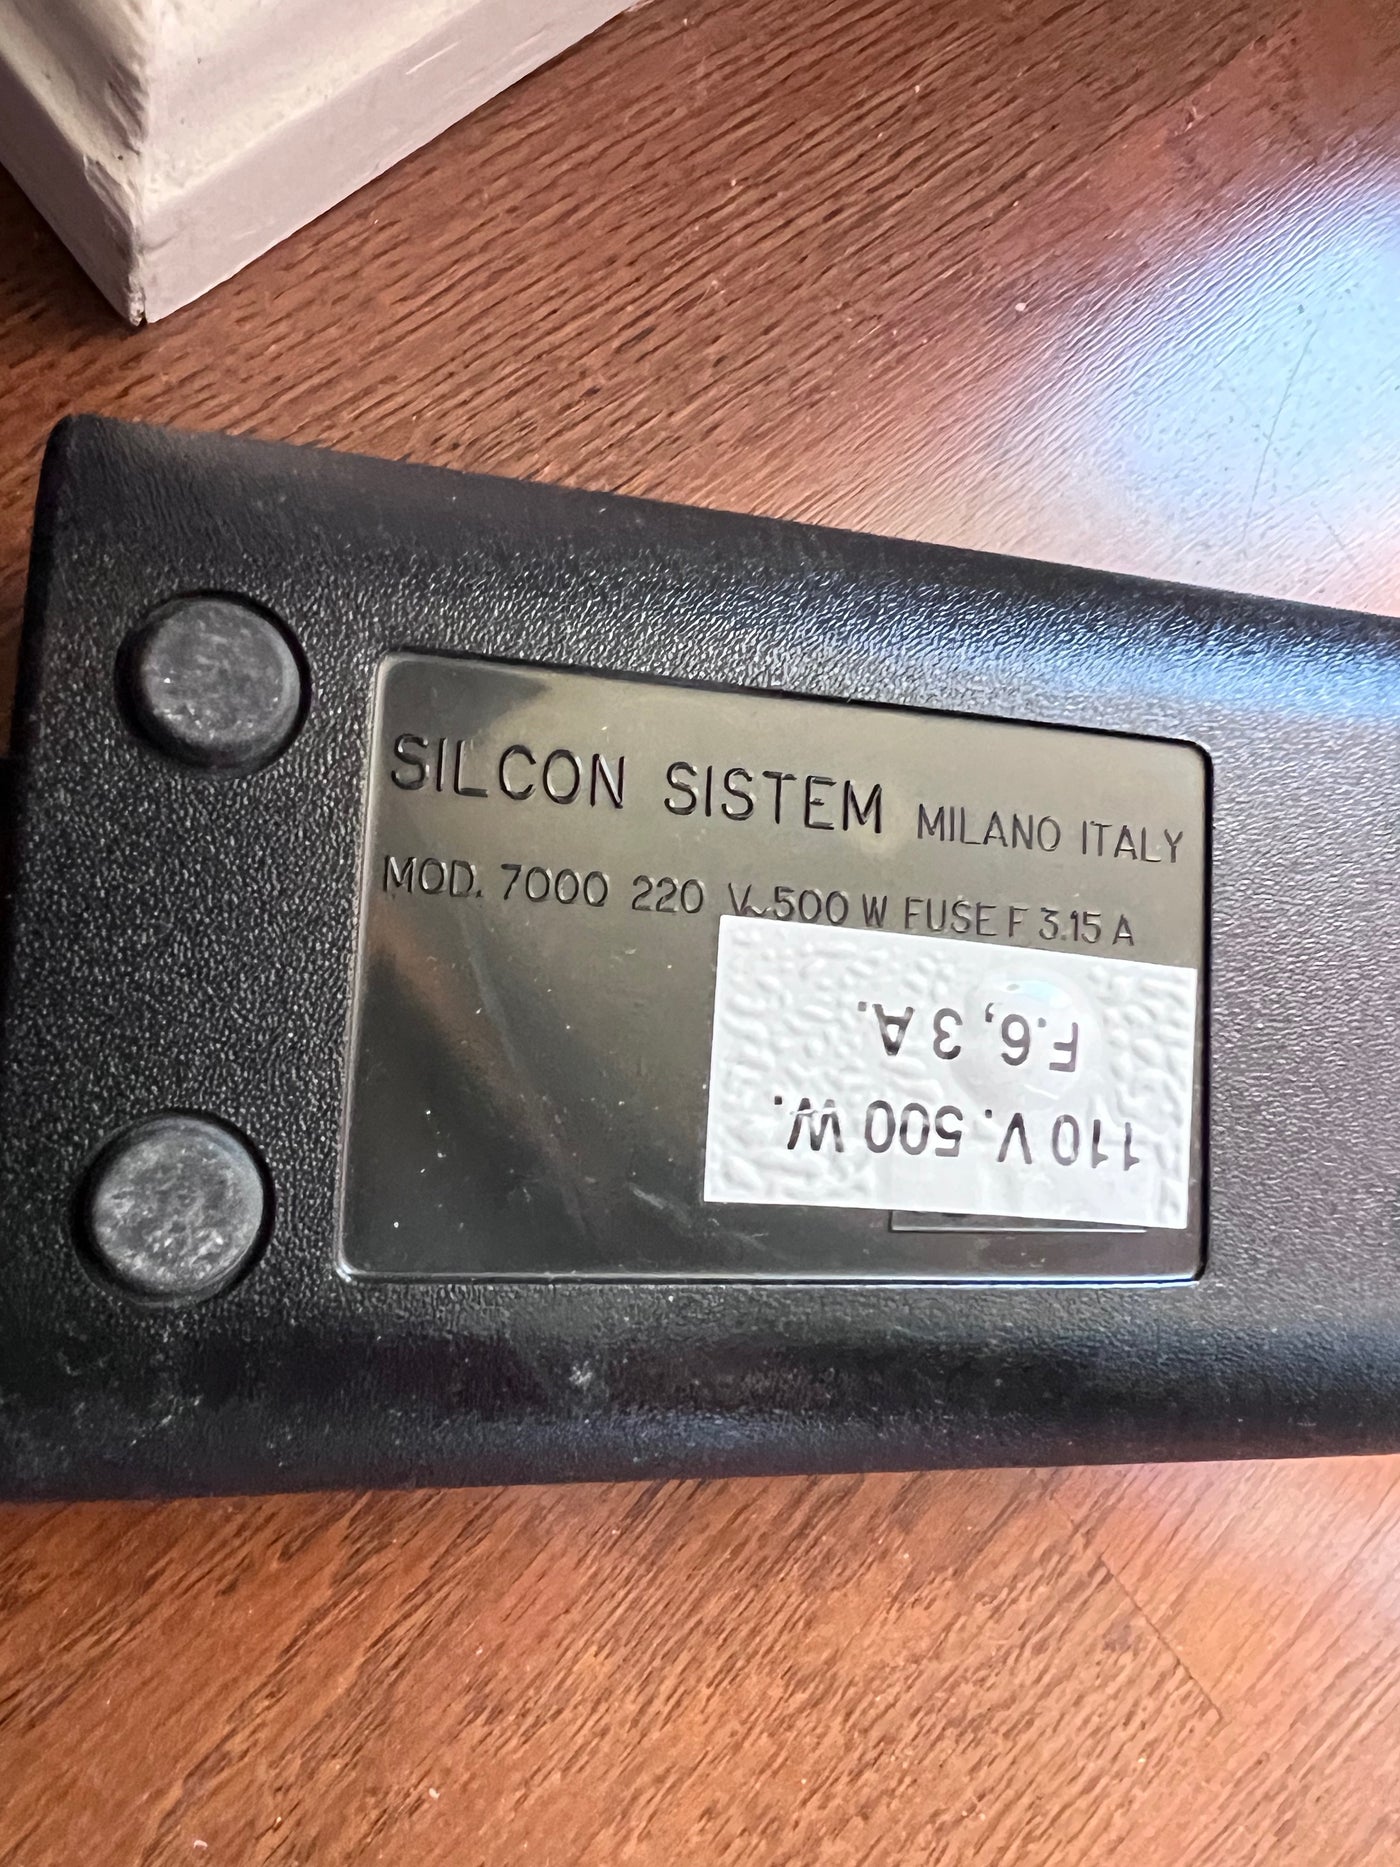 SILCON SISTEM MILANO ITALY
MOD. 7000 220 V~500 W FUSE F 3.15 A
110 V. 500 W.
F.6,3 A.